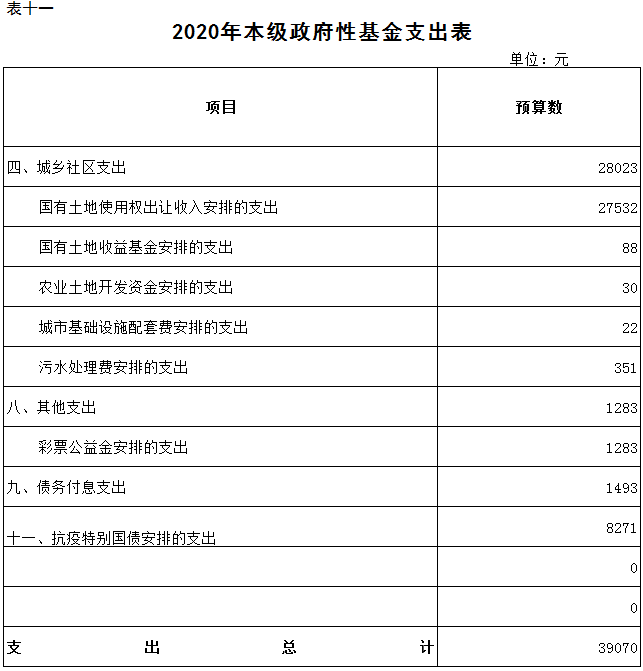 表十一
2020年本级政府性基金支出表
单位：元
项目 预算数
四、城乡社区支出 28023
国有土地使用权出让收入安排的支出 27532
国有土地收益基金安排的支出 88
农业土地开发资金安排的支出 30
城市基础设施配套费安排的支出 22
污水处理费安排的支出 351
八、其他支出 1283
彩票公益金安排的支出 1283
九、债务付息支出 1493
十一、抗疫特别国债安排的支出 8271
0
0
支出总计 39070